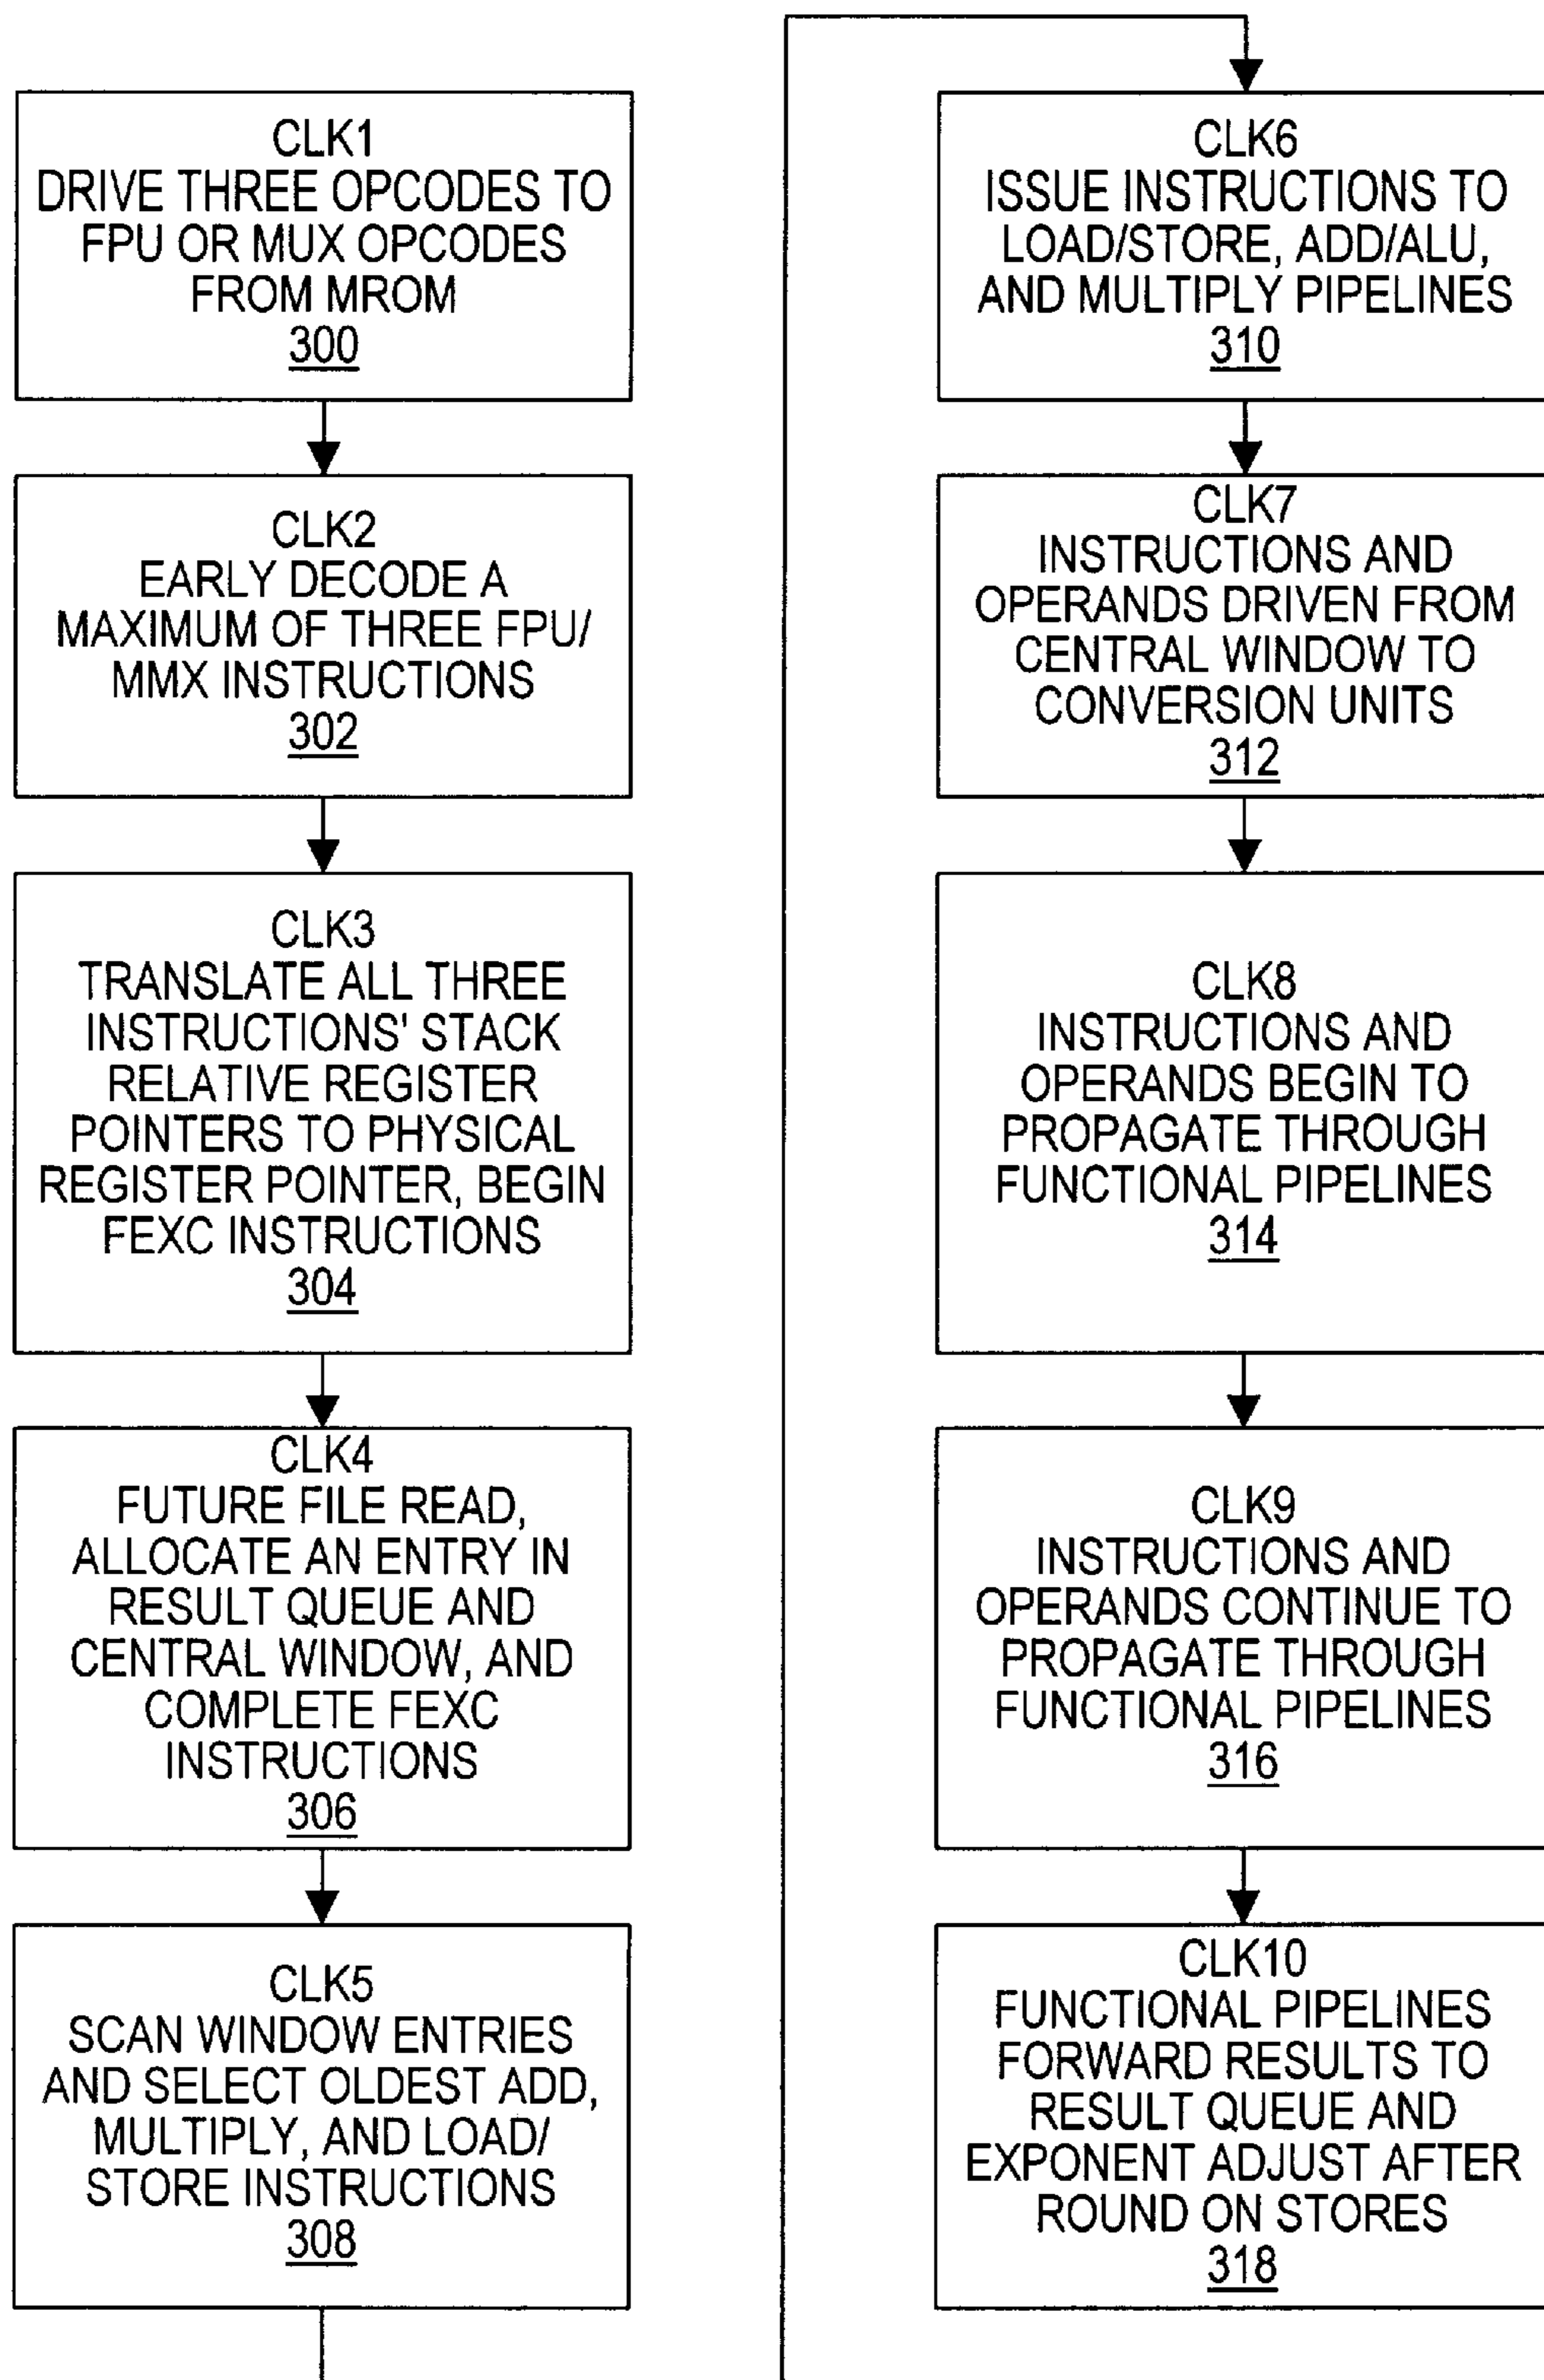 CLK1
DRIVE THREE OPCODES TO
FPU OR MUX OPCODES
FROM MROM
300
CLK2
EARLY DECODE A
MAXIMUM OF THREE FPU/
MMX INSTRUCTIONS
302
CLK3
TRANSLATE ALL THREE
INSTRUCTIONS' STACK
RELATIVE REGISTER
POINTERS TO PHYSICAL
REGISTER POINTER, BEGIN
FEXC INSTRUCTIONS
304
CLK4
FUTURE FILE READ,
ALLOCATE AN ENTRY IN
RESULT QUEUE AND
CENTRAL WINDOW, AND
COMPLETE FEXC
INSTRUCTIONS
306
CLK5
SCAN WINDOW ENTRIES
AND SELECT OLDEST ADD,
MULTIPLY, AND LOAD/
STORE INSTRUCTIONS
308
CLK6
ISSUE INSTRUCTIONS TO
LOAD/STORE, ADD/ALU,
AND MULTIPLY PIPELINES
310
CLK7
INSTRUCTIONS AND
OPERANDS DRIVEN FROM
CENTRAL WINDOW TO
CONVERSION UNITS
312
CLK8
INSTRUCTIONS AND
OPERANDS BEGIN TO
PROPAGATE THROUGH
FUNCTIONAL PIPELINES
314
CLK9
INSTRUCTIONS AND
OPERANDS CONTINUE TO
PROPAGATE THROUGH
FUNCTIONAL PIPELINES
316
CLK10
FUNCTIONAL PIPELINES
FORWARD RESULTS TO
RESULT QUEUE AND
EXPONENT ADJUST AFTER
ROUND ON STORES
318